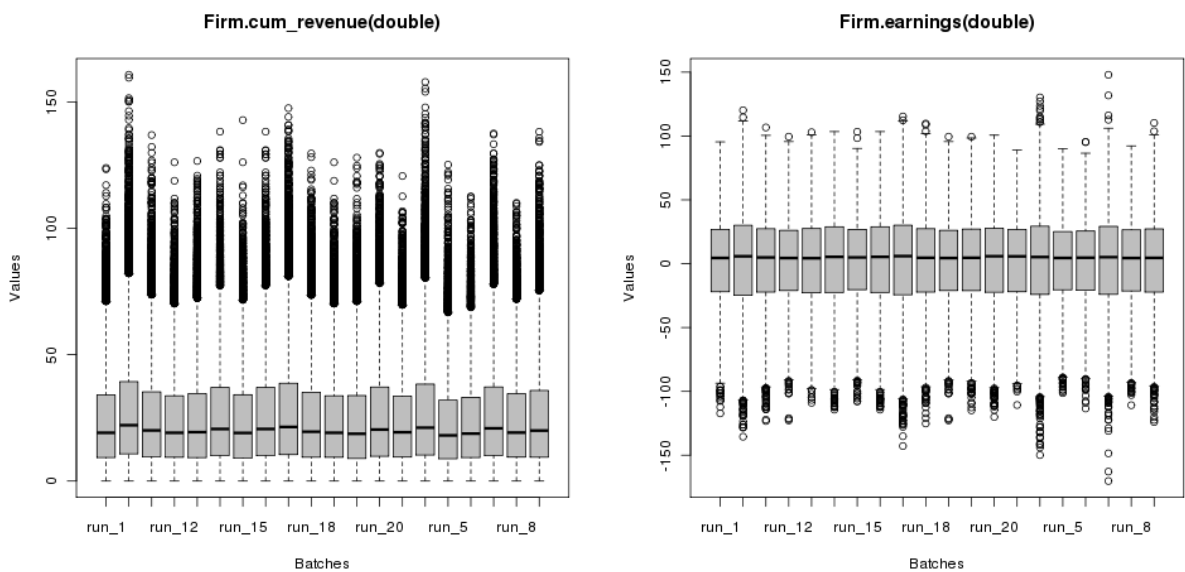 Firm.cum_revenue(double)
Values
150
100
50
0
run_1 run_12 run_15 run_18 run_20 run_5 run_8
Batches
Firm.earnings(double)
Values
150
100
50
0
-50
-100
-150
run_1 run_12 run_15 run_18 run_20 run_5 run_8
Batches